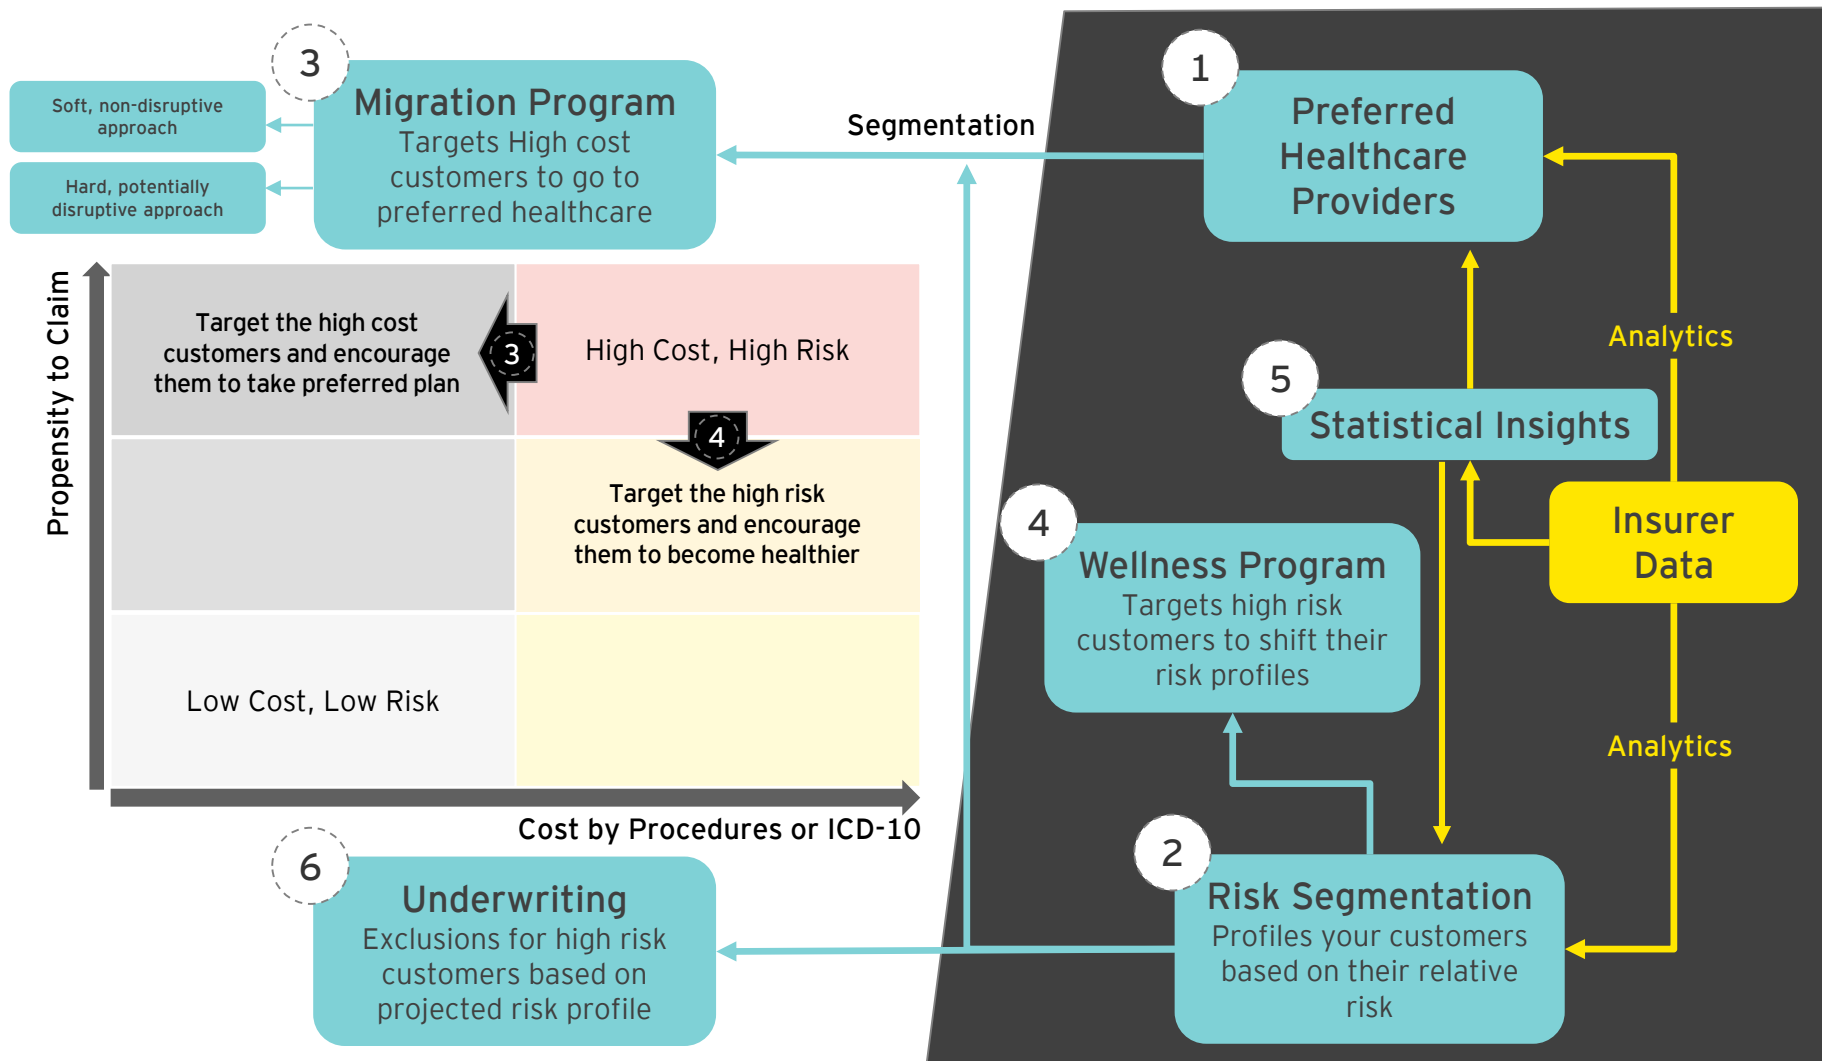 3
Migration Program
Targets High cost
customers to go to
preferred healthcare
Soft, non-disruptive
approach
Hard, potentially
disruptive approach
Segmentation
1
Preferred
Healthcare
Providers
Analytics
5
Statistical Insights
Insurer
Data
4
Wellness Program
Targets high risk
customers to shift their
risk profiles
Analytics
2
Risk Segmentation
Profiles your customers
based on their relative
risk
Propensity to Claim
Target the high cost
customers and encourage
them to take preferred plan
3
High Cost, High Risk
4
Target the high risk
customers and encourage
them to become healthier
Low Cost, Low Risk
Cost by Procedures or ICD-10
6
Underwriting
Exclusions for high risk
customers based on
projected risk profile